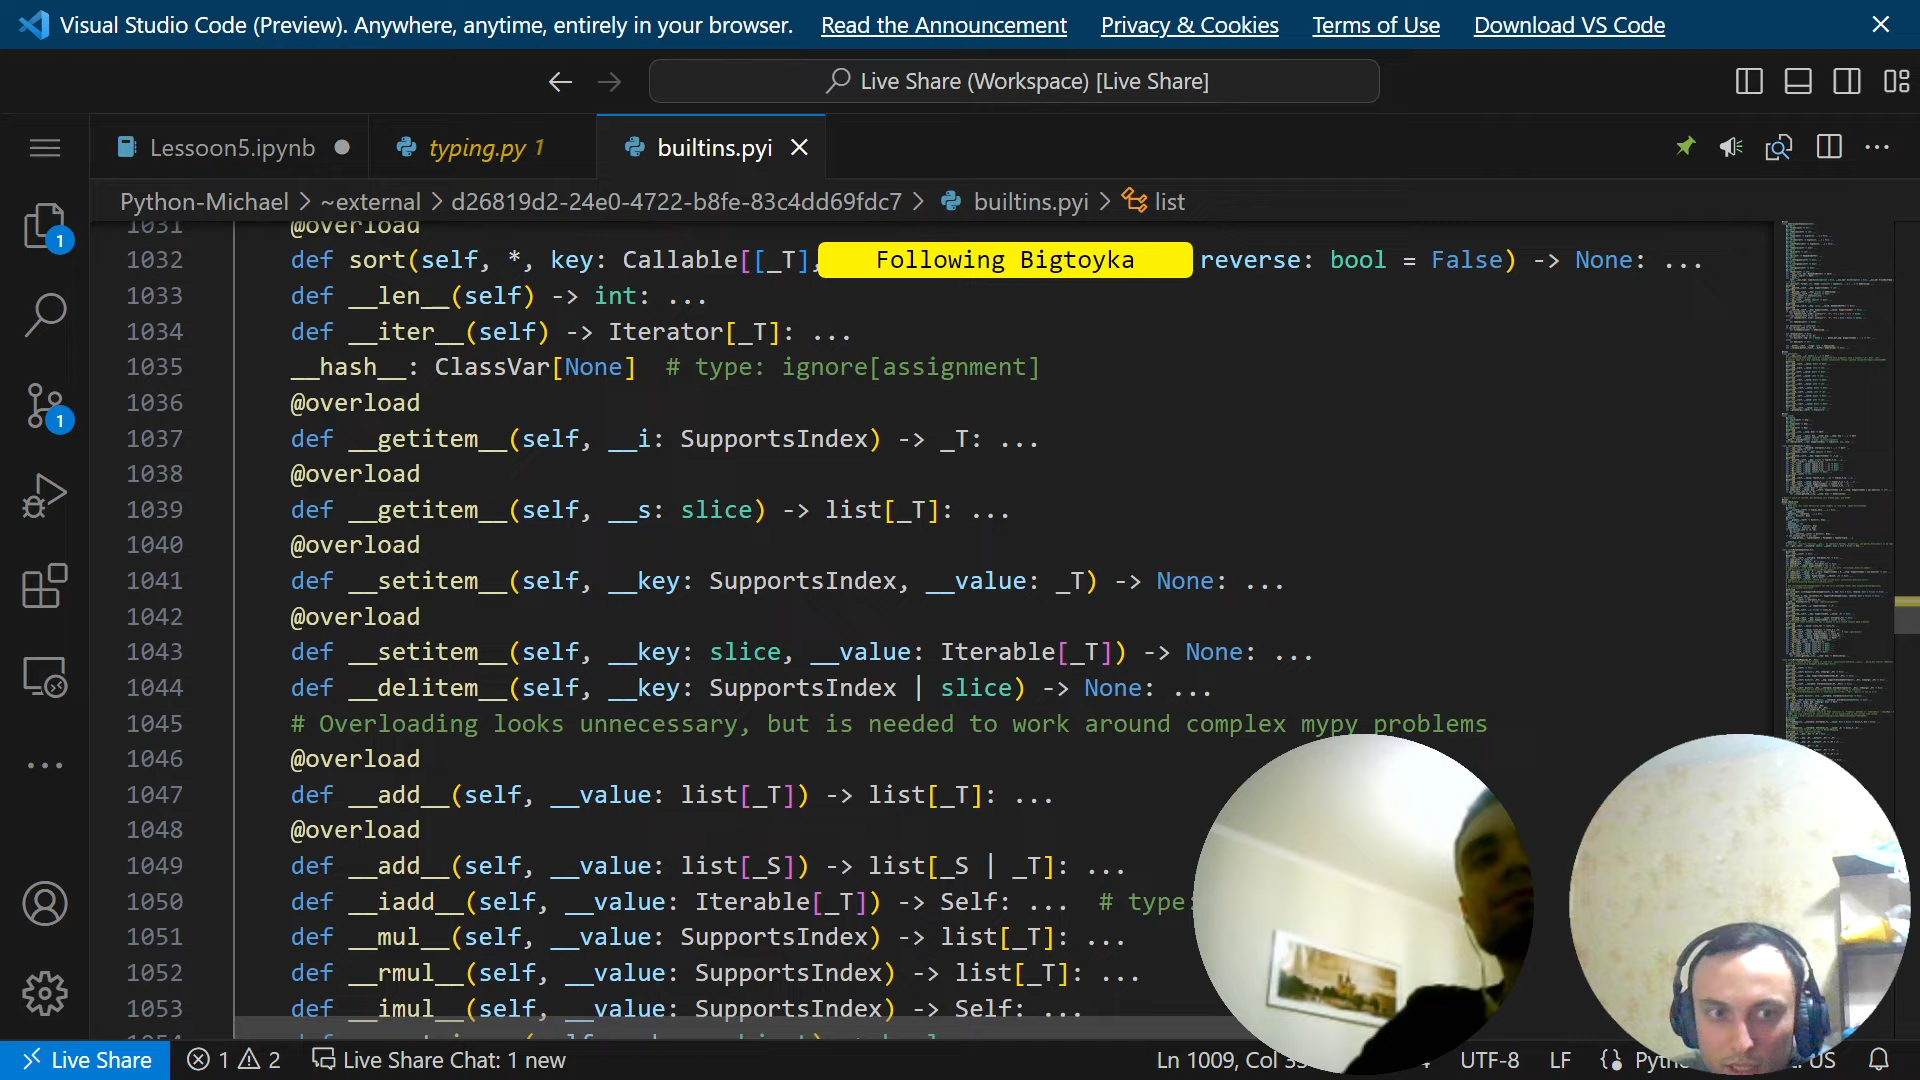 Visual Studio Code (Preview). Anywhere, anytime, entirely in your browser. Read the Announcement Privacy & Cookies Terms of Use Download VS Code
Live Share (Workspace) [Live Share]
Lessoon5.ipynb typing.py 1 builtins.pyi
Python-Michael > ~external > d26819d2-24e0-4722-b8fe-83c4dd69fdc7 > builtins.pyi > list
1031 @overload
1032 def sort(self, *, key: Callable[[_T], Following Bigtoyka reverse: bool = False) -> None: ...
1033 def __len__(self) -> int: ...
1034 def __iter__(self) -> Iterator[_T]: ...
1035 __hash__: ClassVar[None]  # type: ignore[assignment]
1036 @overload
1037 def __getitem__(self, __i: SupportsIndex) -> _T: ...
1038 @overload
1039 def __getitem__(self, __s: slice) -> list[_T]: ...
1040 @overload
1041 def __setitem__(self, __key: SupportsIndex, __value: _T) -> None: ...
1042 @overload
1043 def __setitem__(self, __key: slice, __value: Iterable[_T]) -> None: ...
1044 def __delitem__(self, __key: SupportsIndex | slice) -> None: ...
1045 # Overloading looks unnecessary, but is needed to work around complex mypy problems
1046 @overload
1047 def __add__(self, __value: list[_T]) -> list[_T]: ...
1048 @overload
1049 def __add__(self, __value: list[_S]) -> list[_S | _T]: ...
1050 def __iadd__(self, __value: Iterable[_T]) -> Self: ...  # type:
1051 def __mul__(self, __value: SupportsIndex) -> list[_T]: ...
1052 def __rmul__(self, __value: SupportsIndex) -> list[_T]: ...
1053 def __imul__(self, __value: SupportsIndex) -> Self: ...
1
1
Live Share 1 2 Live Share Chat: 1 new Ln 1009, Col UTF-8 LF US